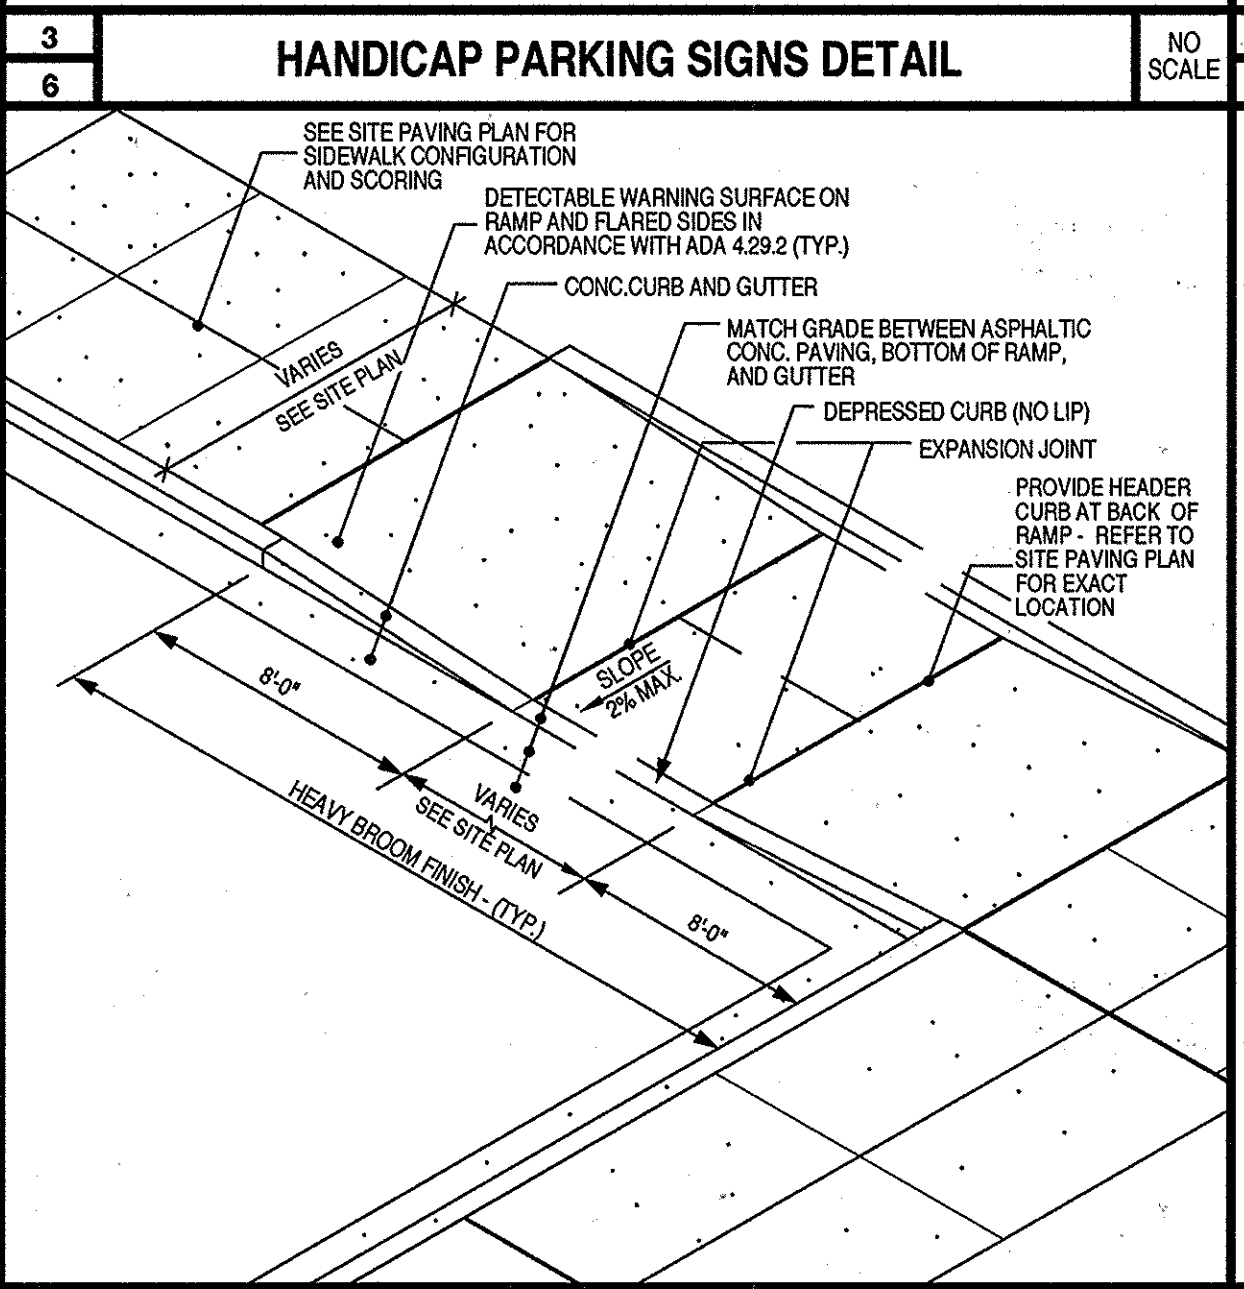 3
6
HANDICAP PARKING SIGNS DETAIL
NO
SCALE
SEE SITE PAVING PLAN FOR
SIDEWALK CONFIGURATION
AND SCORING
DETECTABLE WARNING SURFACE ON
RAMP AND FLARED SIDES IN
ACCORDANCE WITH ADA 4.29.2 (TYP.)
CONC.CURB AND GUTTER
MATCH GRADE BETWEEN ASPHALTIC
CONC. PAVING, BOTTOM OF RAMP,
AND GUTTER
DEPRESSED CURB (NO LIP)
EXPANSION JOINT
PROVIDE HEADER
CURB AT BACK OF
RAMP - REFER TO
SITE PAVING PLAN
FOR EXACT
LOCATION
VARIES
SEE SITE PLAN
SLOPE
2% MAX.
8'-0"
VARIES
SEE SITE PLAN
HEAVY BROOM FINISH - (TYP.)
8'-0"